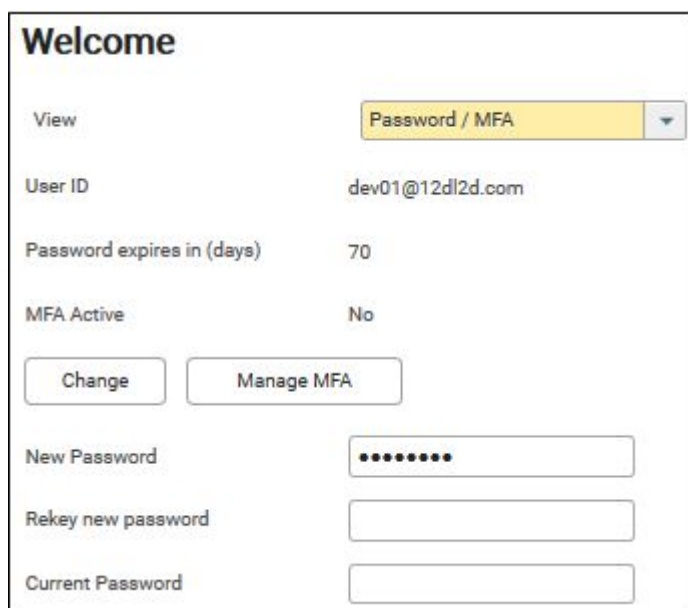 Welcome
View Password / MFA
User ID dev01@12dl2d.com
Password expires in (days) 70
MFA Active No
Change Manage MFA
New Password ••••••••
Rekey new password
Current Password